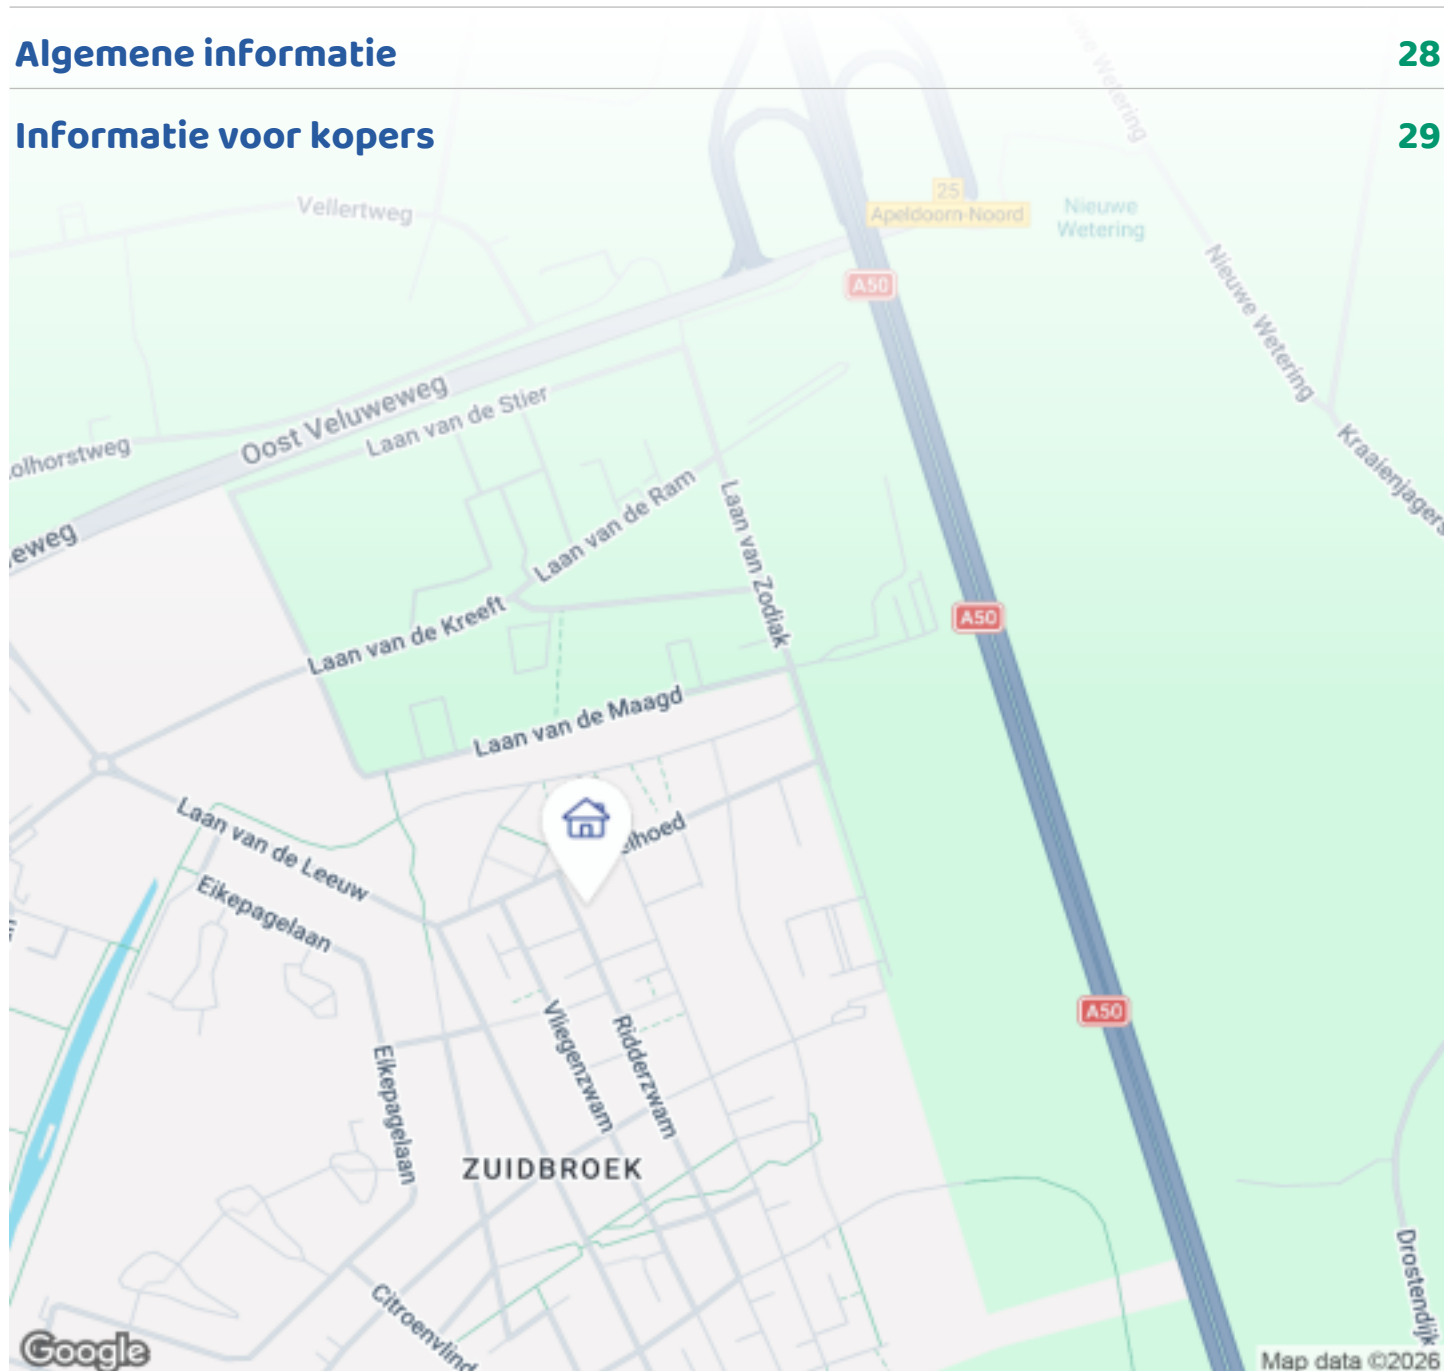 Algemene informatie 28
Informatie voor kopers 29
Vellertweg
25
Apeldoorn-Noord
Nieuwe
Wetering
A50
Nieuwe Wetering
Oost Veluweweg
Laan van de Stier
olhorstweg
Kraaienjagers
eweg
Laan van de Ram
Laan van Zodiak
Laan van de Kreeft
A50
Laan van de Maagd
elhoed
Laan van de Leeuw
Eikepagelaan
A50
Vliegenzwam
Ridderzwam
Eikepagelaan
ZUIDBROEK
Drostendijk
Citroenvlind
Google
Map data ©2026